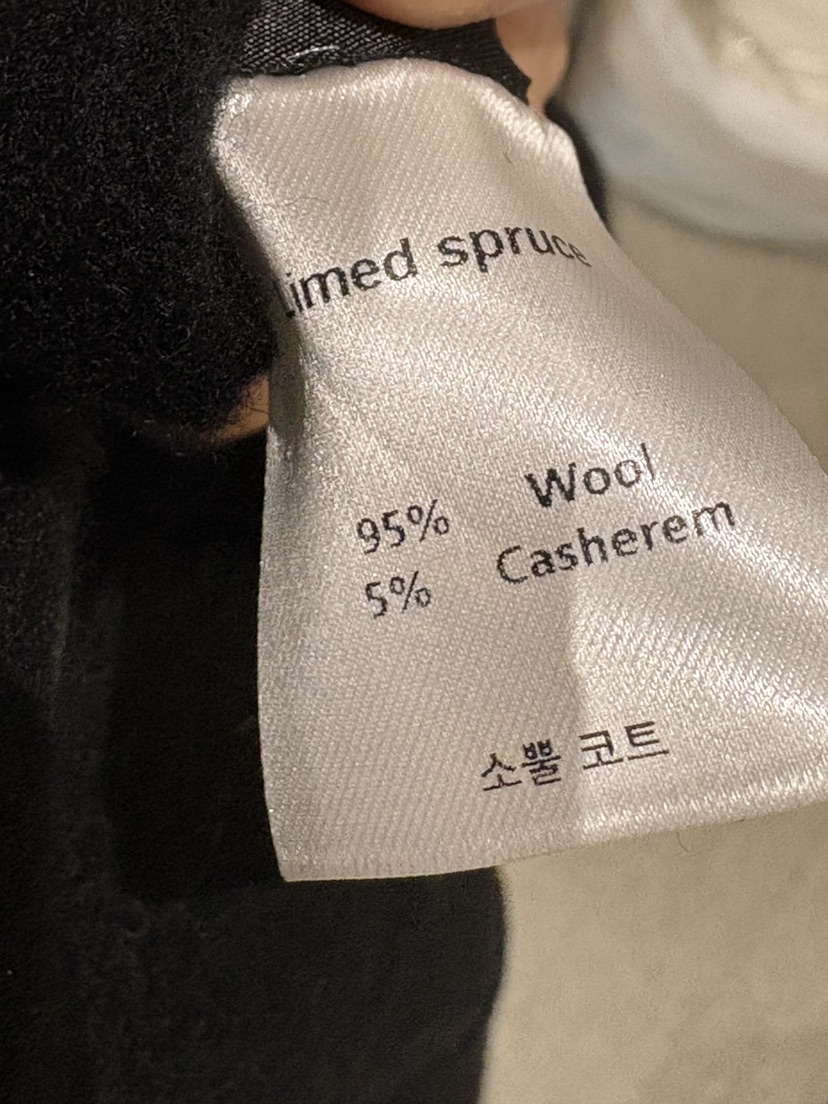 Limed spruce
95% Wool
5% Casherem
소뿔 코트